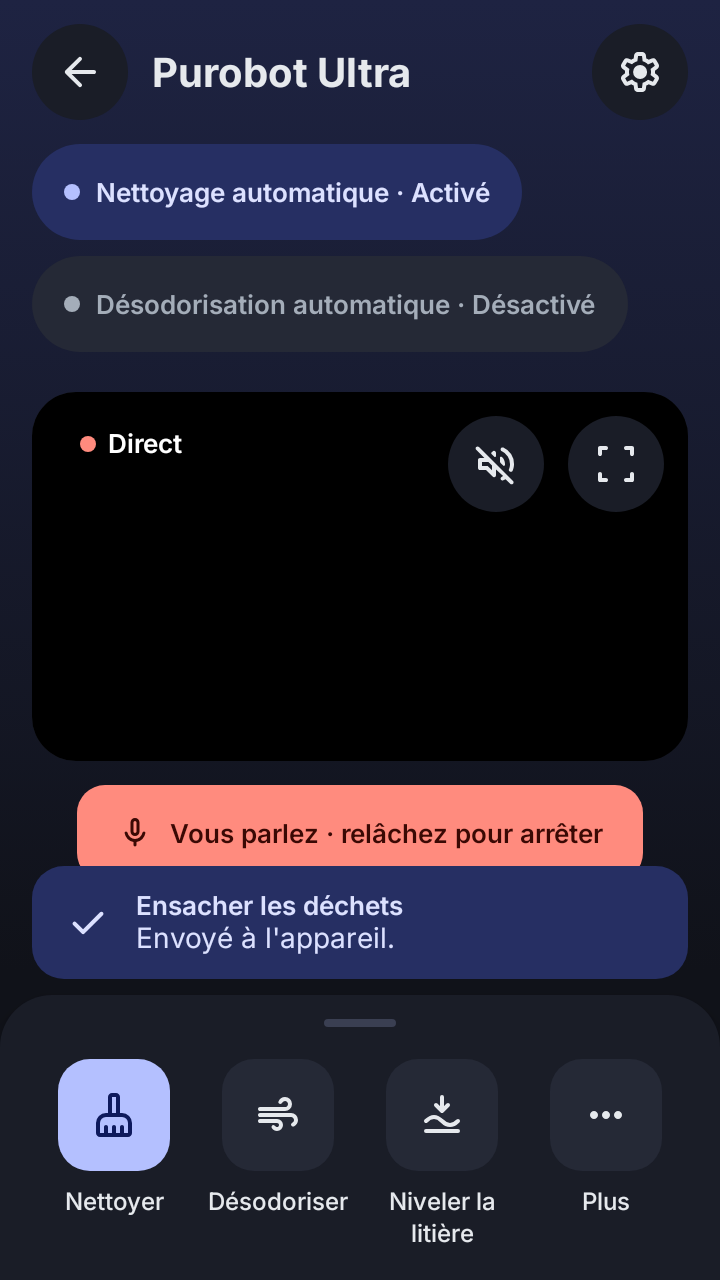 Purobot Ultra
Nettoyage automatique · Activé
Désodorisation automatique · Désactivé
Direct
Vous parlez · relâchez pour arrêter
Ensacher les déchets
Envoyé à l'appareil.
Nettoyer
Désodoriser
Niveler la
litière
Plus